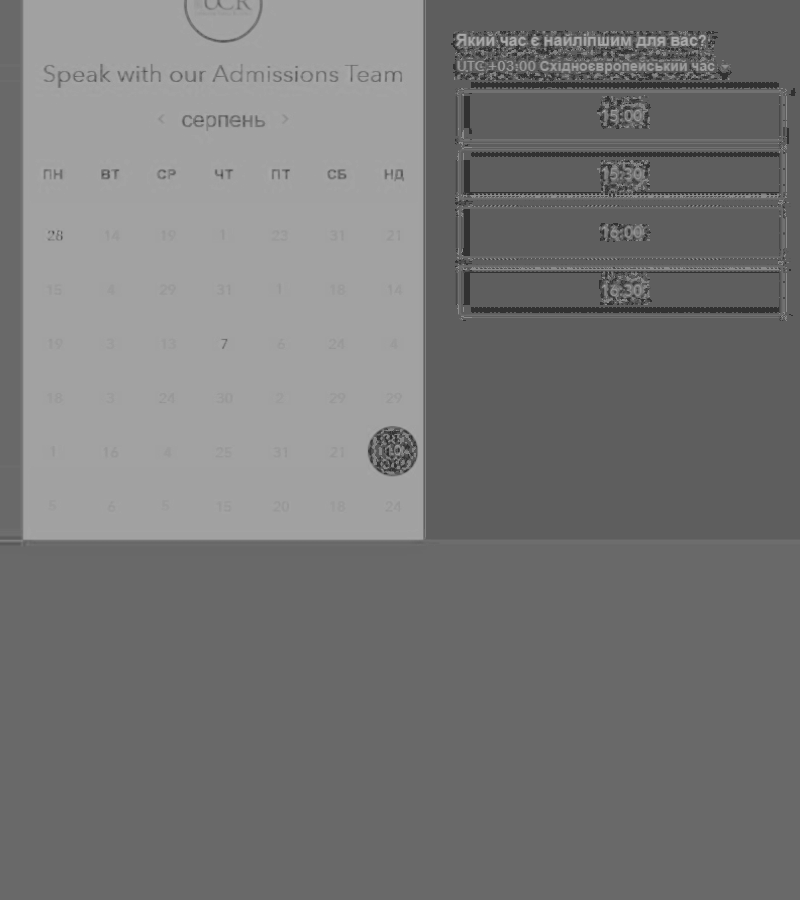 UCR
Speak with our Admissions Team
‹ серпень ›
ПН ВТ СР ЧТ ПТ СБ НД
28 14 19 1 23 31 21
15 4 29 31 1 18 14
19 3 13 7 6 24 4
18 3 24 30 2 29 29
1 16 4 25 31 21 10
5 6 5 15 20 18 24
Який час є найліпшим для вас?
UTC +03:00 Східноєвропейський час
15:00
15:30
16:00
16:30